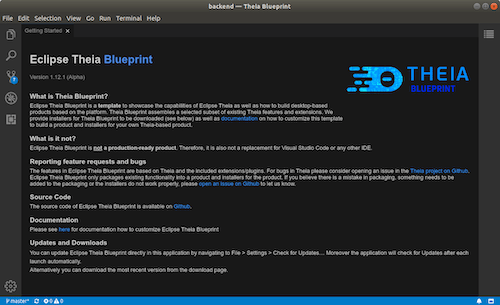 backend — Theia Blueprint
File Edit Selection View Go Run Terminal Help
Getting Started ×
Eclipse Theia Blueprint
Version 1.12.1 (Alpha)
THEIA
BLUEPRINT
What is Theia Blueprint?
Eclipse Theia Blueprint is a template to showcase the capabilities of Eclipse Theia as well as how to build desktop-based
products based on the platform. Theia Blueprint assembles a selected subset of existing Theia features and extensions. We
provide installers for Theia Blueprint to be downloaded (see below) as well as documentation on how to customize this template
to build a product and installers for your own Theia-based product.
What is it not?
Eclipse Theia Blueprint is not a production-ready product. Therefore, it is also not a replacement for Visual Studio Code or any other IDE.
Reporting feature requests and bugs
The features in Eclipse Theia Blueprint are based on Theia and the included extensions/plugins. For bugs in Theia please consider opening an issue in the Theia project on Github.
Eclipse Theia Blueprint only packages existing functionality into a product and installers for the product. If you believe there is a mistake in packaging, something needs to be
added to the packaging or the installers do not work properly, please open an issue on Github to let us know.
Source Code
The source code of Eclipse Theia Blueprint is available on Github.
Documentation
Please see here for documentation how to customize Eclipse Theia Blueprint
Updates and Downloads
You can update Eclipse Theia Blueprint directly in this application by navigating to File > Settings > Check for Updates.... Moreover the application will check for Updates after each
launch automatically.
Alternatively you can download the most recent version from the download page.
master* 0 0